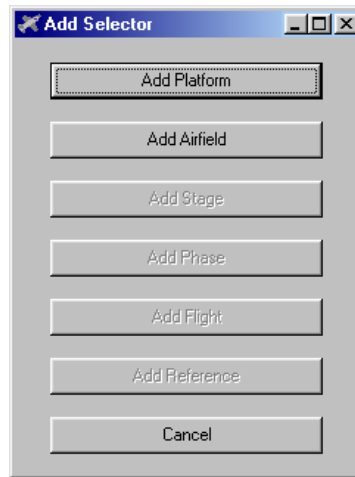 Add Selector
Add Platform
Add Airfield
Add Stage
Add Phase
Add Flight
Add Reference
Cancel